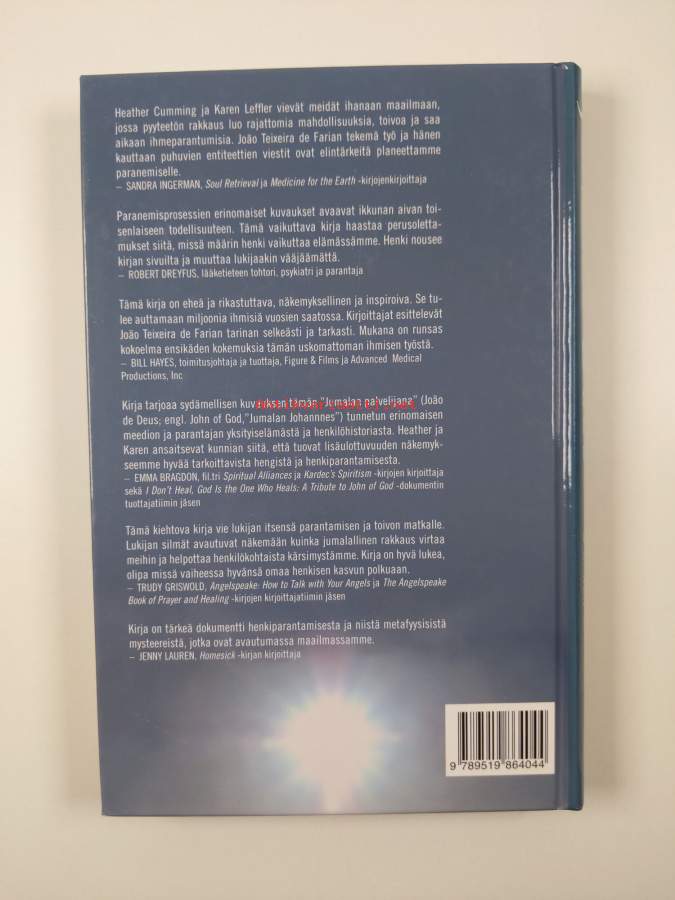 Heather Cumming ja Karen Leffler vievät meidät ihanaan maailmaan,
jossa pyyteetön rakkaus luo rajattomia mahdollisuuksia, toivoa ja saa
aikaan ihmeparantumisia. João Teixeira de Farian tekemä työ ja hänen
kauttaan puhuvien entiteettien viestit ovat elintärkeitä planeettamme
paranemiselle.
– SANDRA INGERMAN, Soul Retrieval ja Medicine for the Earth -kirjojenkirjoittaja
Paranemisprosessien erinomaiset kuvaukset avaavat ikkunan aivan toi-
senlaiseen todellisuuteen. Tämä vaikuttava kirja haastaa perusoletta-
mukset siitä, missä määrin henki vaikuttaa elämässämme. Henki nousee
kirjan sivuilta ja muuttaa lukijaakin vääjäämättä.
– ROBERT DREYFUS, lääketieteen tohtori, psykiatri ja parantaja
Tämä kirja on eheä ja rikastuttava, näkemyksellinen ja inspiroiva. Se tu-
lee auttamaan miljoonia ihmisiä vuosien saatossa. Kirjoittajat esittelevät
João Teixeira de Farian tarinan selkeästi ja tarkasti. Mukana on runsas
kokoelma ensikäden kokemuksia tämän uskomattoman ihmisen työstä.
– BILL HAYES, toimitusjohtaja ja tuottaja, Figure & Films ja Advanced Medical
Productions, Inc
Kirja tarjoaa sydämellisen kuvauksen tämän "Jumalan palvelijana" (João
de Deus; engl. John of God, "Jumalan Johannnes") tunnetun erinomaisen
meedion ja parantajan yksityiselämästä ja henkilöhistoriasta. Heather ja
Karen ansaitsevat kunnian siitä, että tuovat lisäulottuvuuden näkemyk-
seemme hyvää tarkoittavista hengistä ja henkiparantamisesta.
– EMMA BRAGDON, fil.tri Spiritual Alliances ja Kardec's Spiritism -kirjojen kirjoittaja
sekä I Don't Heal, God Is the One Who Heals: A Tribute to John of God -dokumentin
tuottajatiimin jäsen
Tämä kiehtova kirja vie lukijan itsensä parantamisen ja toivon matkalle.
Lukijan silmät avautuvat näkemään kuinka jumalallinen rakkaus virtaa
meihin ja helpottaa henkilökohtaista kärsimystämme. Kirja on hyvä lukea,
olipa missä vaiheessa hyvänsä omaa henkisen kasvun polkuaan.
– TRUDY GRISWOLD, Angelspeake: How to Talk with Your Angels ja The Angelspeake
Book of Prayer and Healing -kirjojen kirjoittajatiimin jäsen
Kirja on tärkeä dokumentti henkiparantamisesta ja niistä metafyysisistä
mysteereistä, jotka ovat avautumassa maailmassamme.
– JENNY LAUREN, Homesick -kirjan kirjoittaja
9 789519 864044